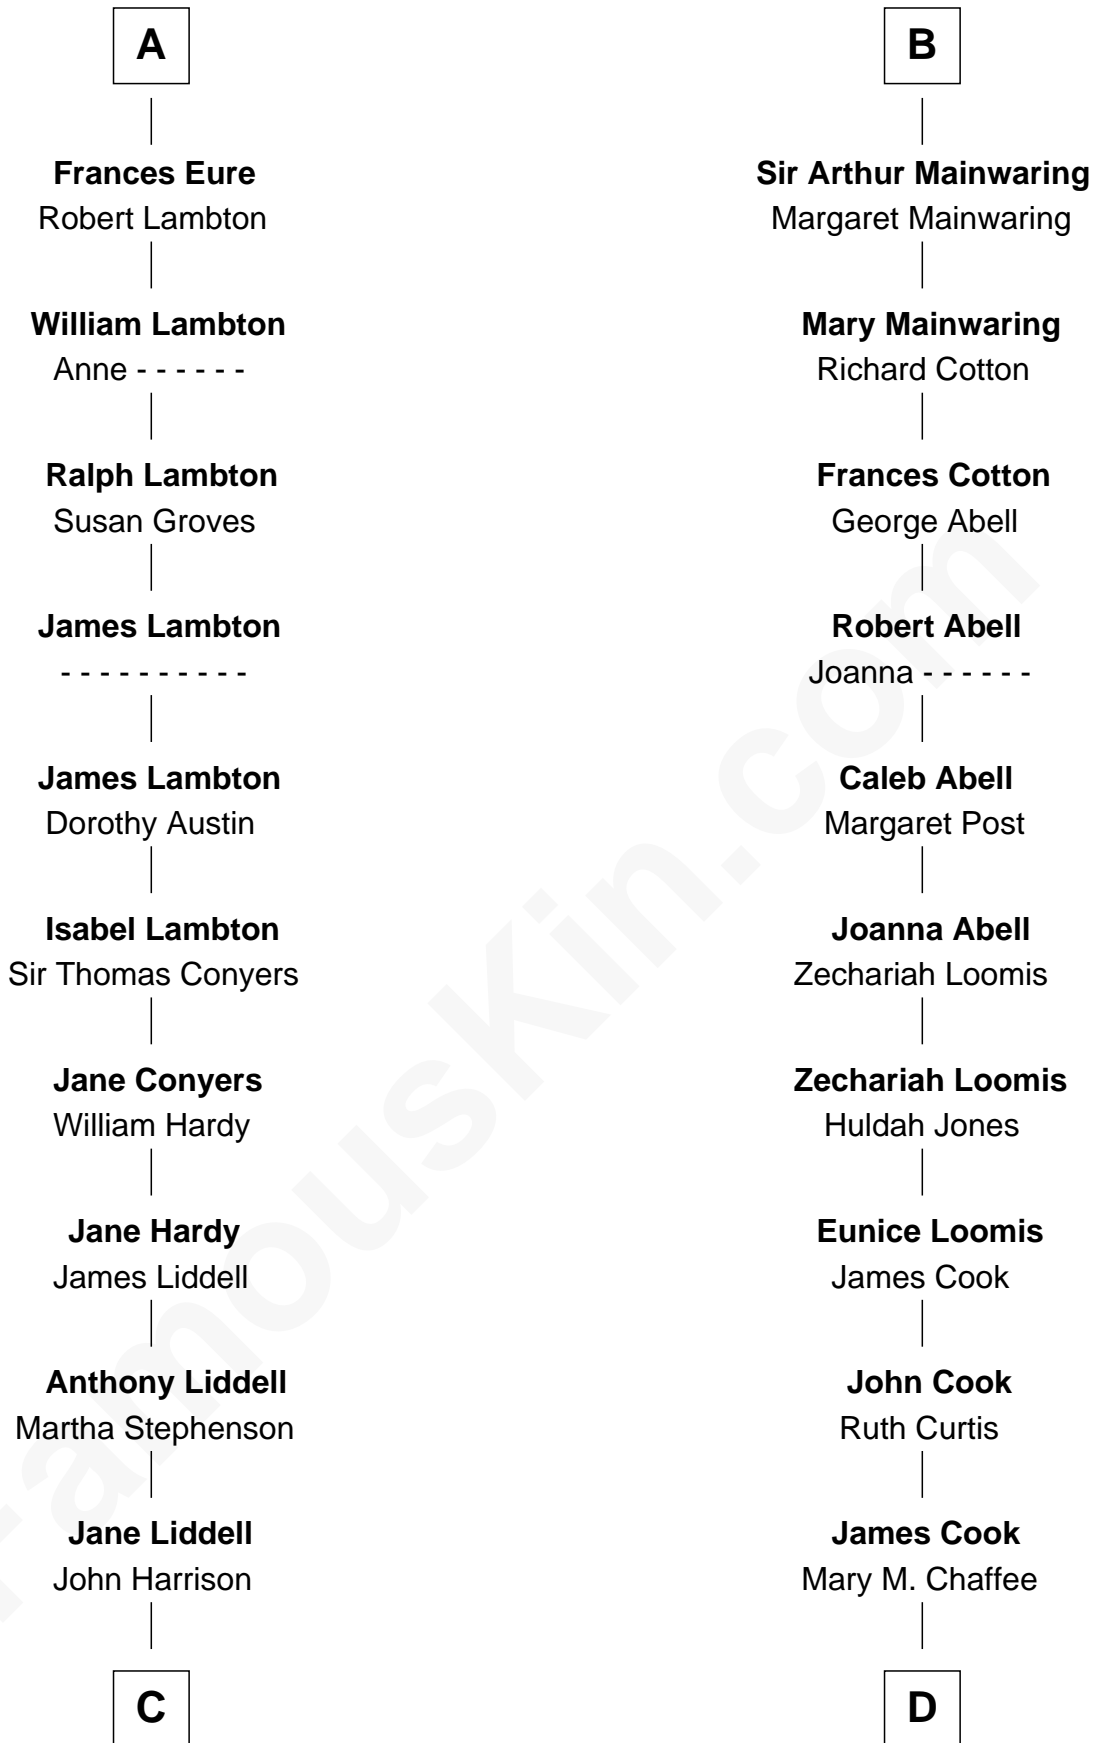 A
Frances Eure
Robert Lambton
William Lambton
Anne - - - - - -
Ralph Lambton
Susan Groves
James Lambton
- - - - - - - - - -
James Lambton
Dorothy Austin
Isabel Lambton
Sir Thomas Conyers
Jane Conyers
William Hardy
Jane Hardy
James Liddell
Anthony Liddell
Martha Stephenson
Jane Liddell
John Harrison
C
B
Sir Arthur Mainwaring
Margaret Mainwaring
Mary Mainwaring
Richard Cotton
Frances Cotton
George Abell
Robert Abell
Joanna - - - - - -
Caleb Abell
Margaret Post
Joanna Abell
Zechariah Loomis
Zechariah Loomis
Huldah Jones
Eunice Loomis
James Cook
John Cook
Ruth Curtis
James Cook
Mary M. Chaffee
D
FamousKin.com